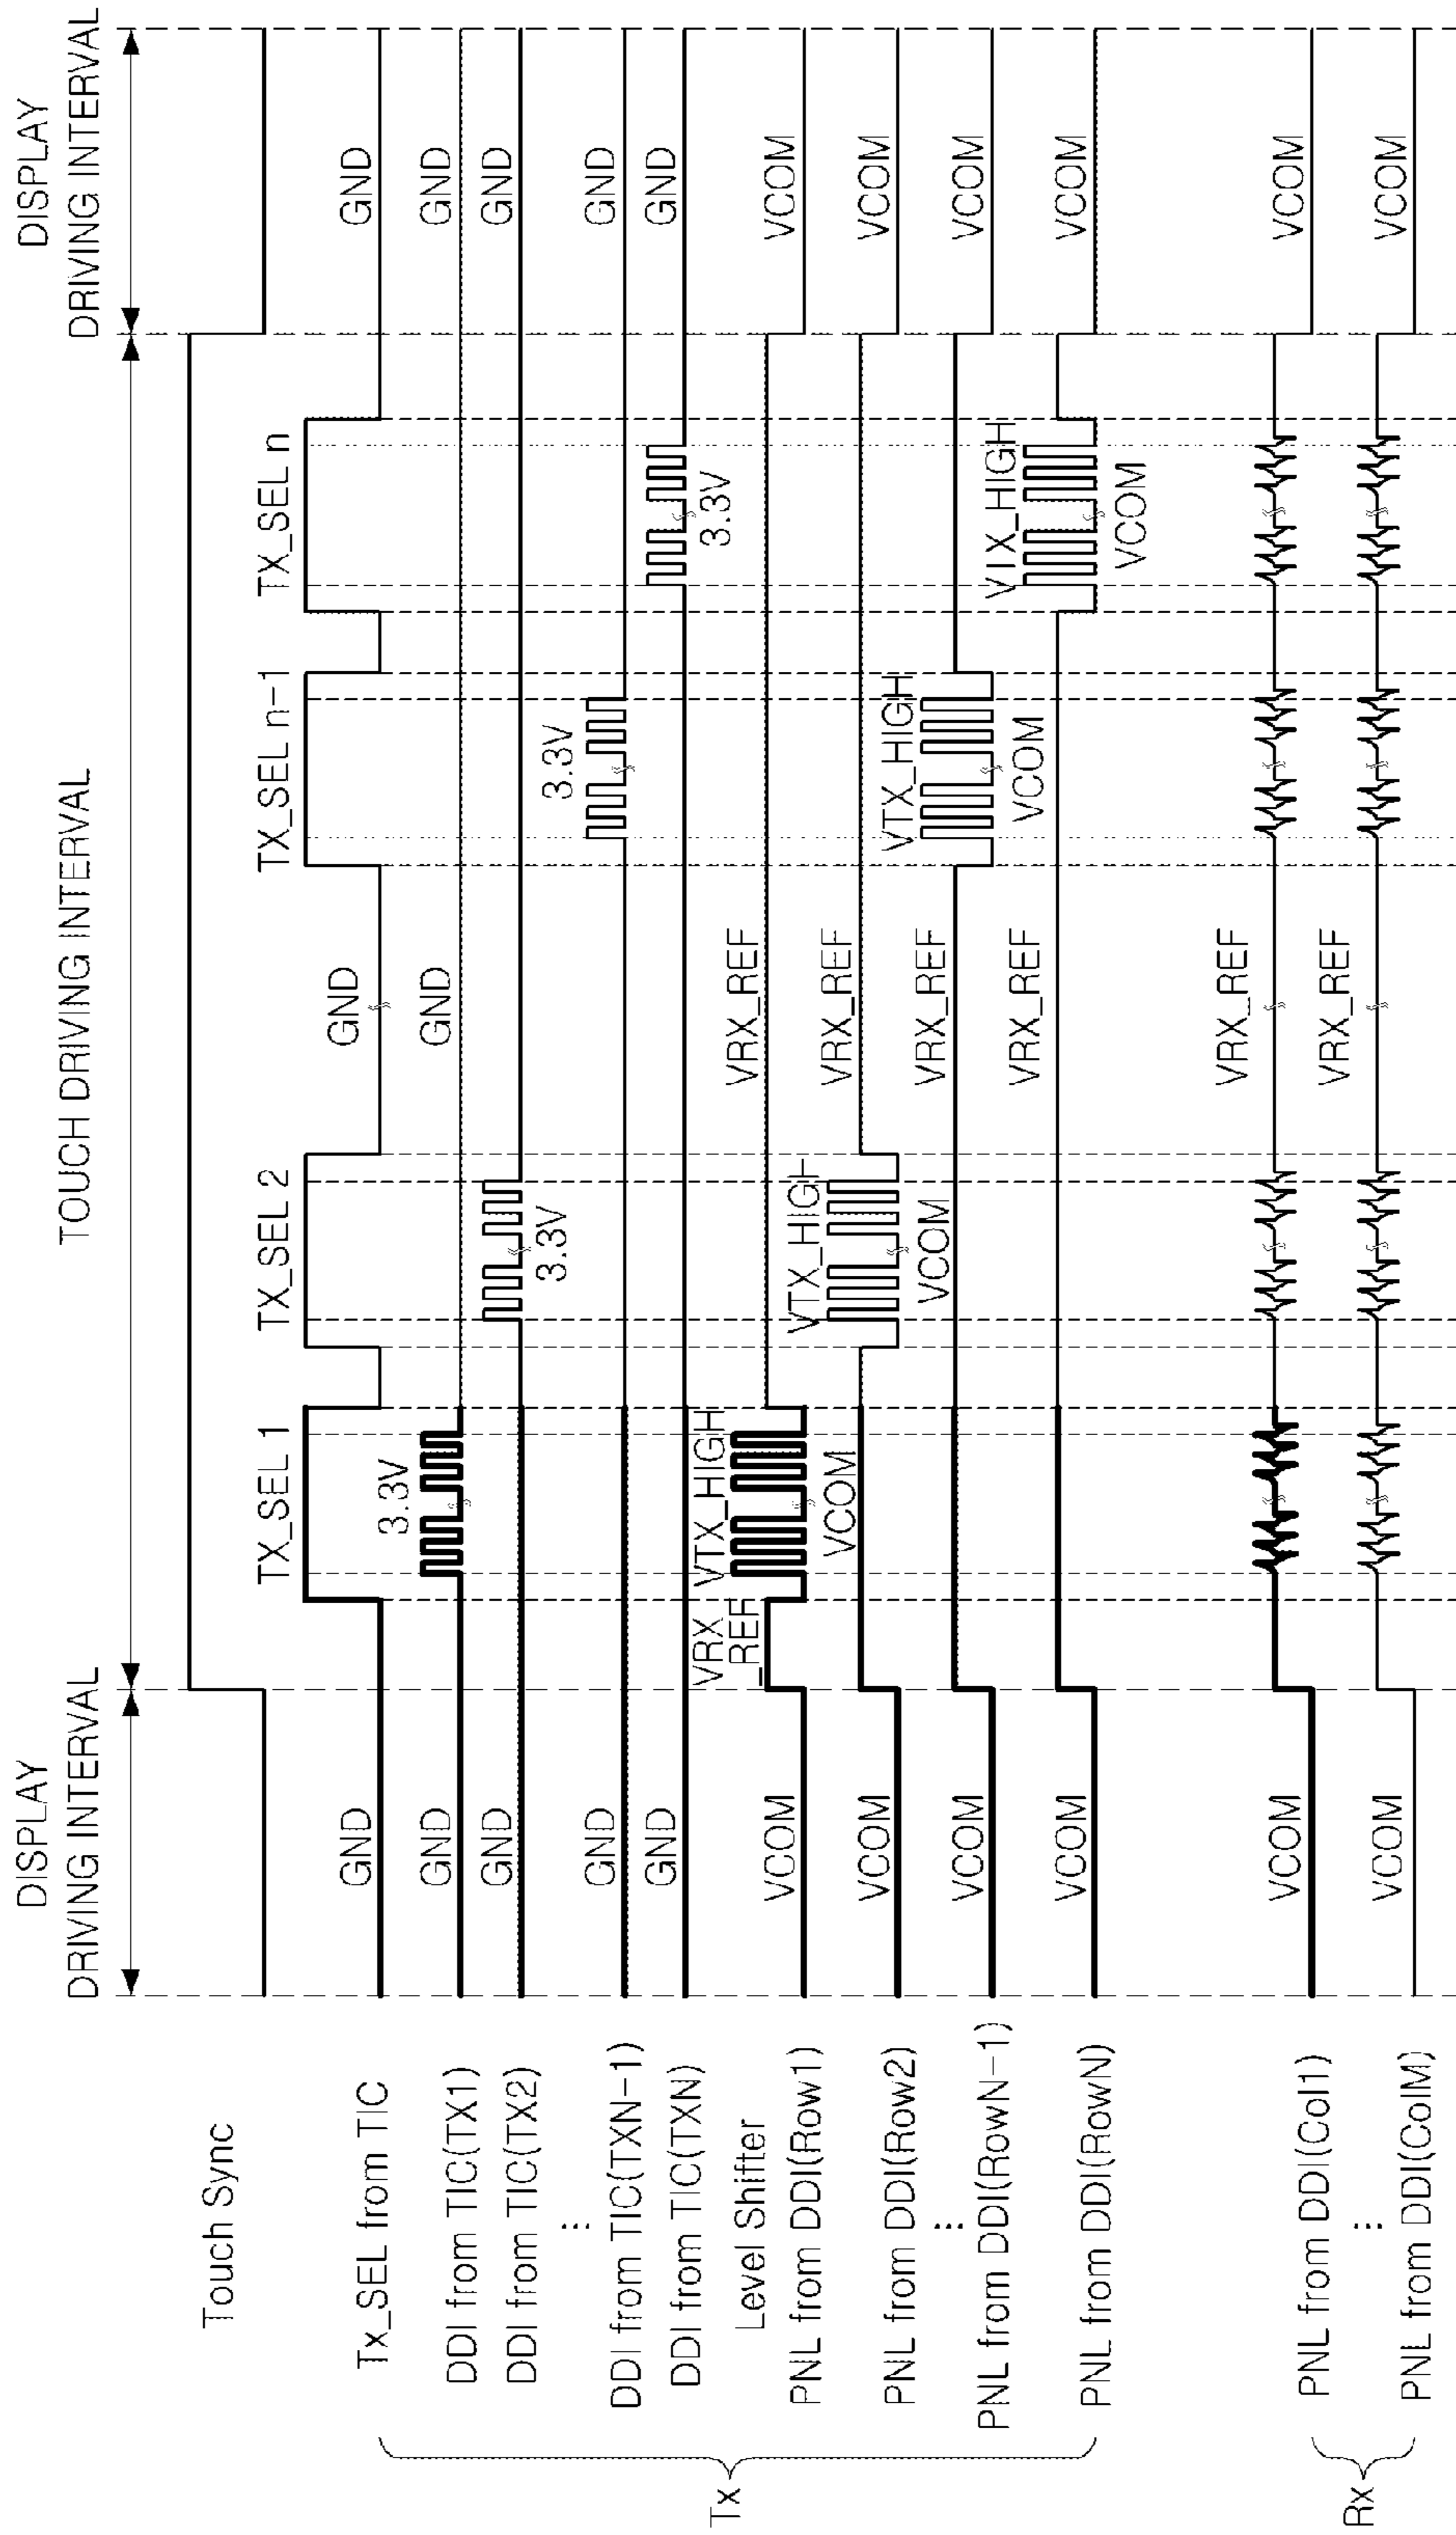 DISPLAY
DRIVING INTERVAL
TOUCH DRIVING INTERVAL
DISPLAY
DRIVING INTERVAL
Touch Sync
TX_SEL 1
TX_SEL 2
TX_SEL n-1
TX_SEL n
Tx_SEL from TIC
GND
GND
GND
DDI from TIC(TX1)
GND
3.3V
GND
GND
DDI from TIC(TX2)
GND
3.3V
GND
⋮
DDI from TIC(TXN-1)
GND
3.3V
GND
DDI from TIC(TXN)
GND
3.3V
GND
Level Shifter
PNL from DDI(Row1)
VCOM
VRX
_REF
VTX_HIGH
VCOM
VRX_REF
VCOM
PNL from DDI(Row2)
VCOM
VTX_HIGH
VCOM
VRX_REF
VCOM
⋮
PNL from DDI(RowN-1)
VCOM
VRX_REF
VTX_HIGH
VCOM
VCOM
PNL from DDI(RowN)
VCOM
VRX_REF
VTX_HIGH
VCOM
VCOM
Tx
PNL from DDI(Col1)
VCOM
VRX_REF
VCOM
⋮
PNL from DDI(ColM)
VCOM
VRX_REF
VCOM
Rx